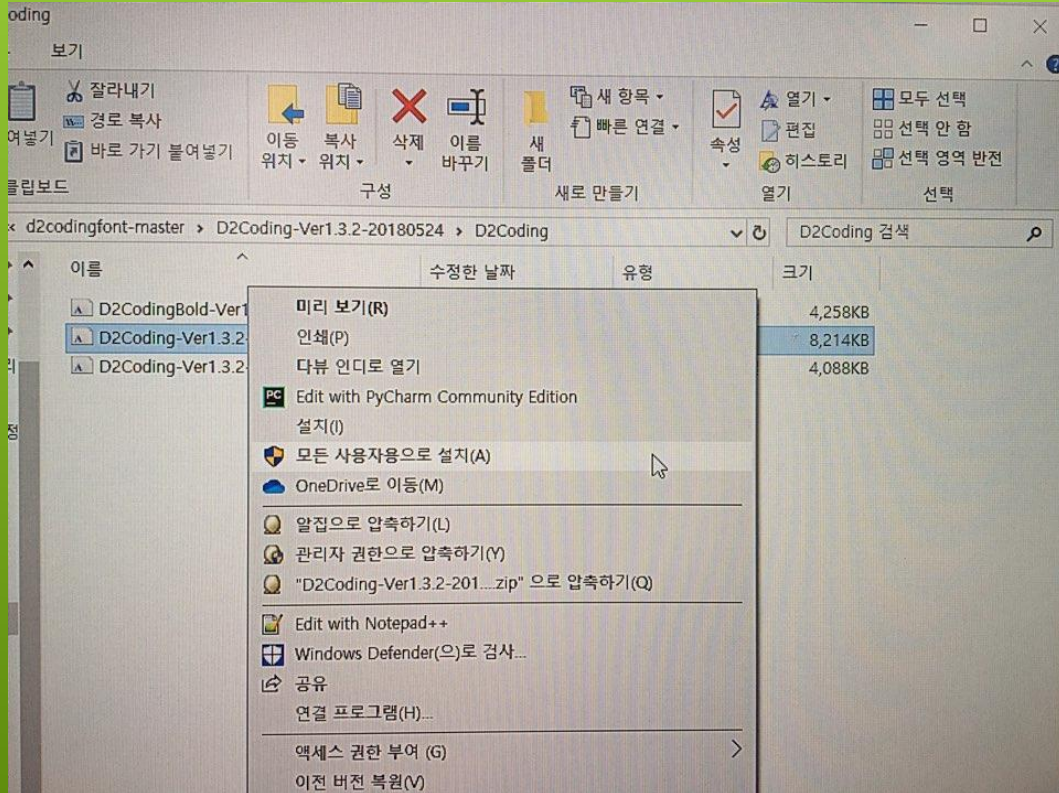 oding
보기
잘라내기
경로 복사
여넣기
바로 가기 붙여넣기
클립보드
이동
위치
복사
위치
삭제
이름
바꾸기
구성
새
폴더
새 항목
빠른 연결
새로 만들기
속성
열기
편집
히스토리
열기
모두 선택
선택 안 함
선택 영역 반전
선택
« d2codingfont-master > D2Coding-Ver1.3.2-20180524 > D2Coding
D2Coding 검색
이름 수정한 날짜 유형 크기
D2CodingBold-Ver1 4,258KB
D2Coding-Ver1.3.2- 8,214KB
D2Coding-Ver1.3.2- 4,088KB
리
정
미리 보기(R)
인쇄(P)
다뷰 인디로 열기
PC Edit with PyCharm Community Edition
설치(I)
모든 사용자용으로 설치(A)
OneDrive로 이동(M)
알집으로 압축하기(L)
관리자 권한으로 압축하기(Y)
"D2Coding-Ver1.3.2-201....zip" 으로 압축하기(Q)
Edit with Notepad++
Windows Defender(으)로 검사...
공유
연결 프로그램(H)...
액세스 권한 부여 (G)
이전 버전 복원(V)